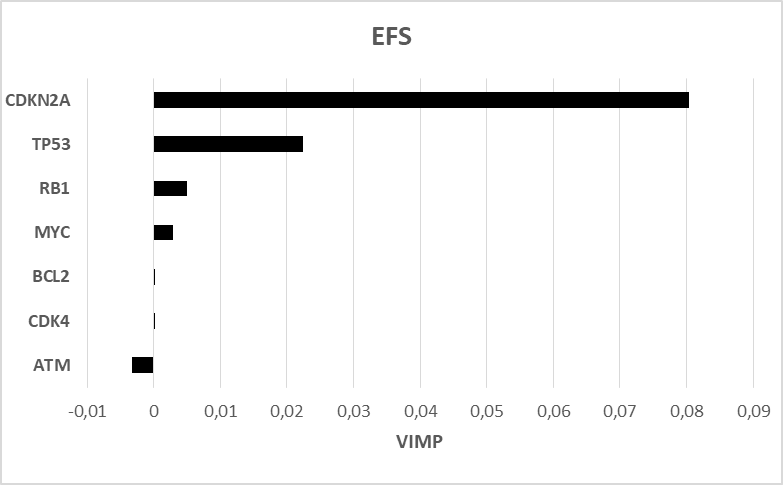 EFS
CDKN2A
TP53
RB1
MYC
BCL2
CDK4
ATM
-0,01 0 0,01 0,02 0,03 0,04 0,05 0,06 0,07 0,08 0,09
VIMP